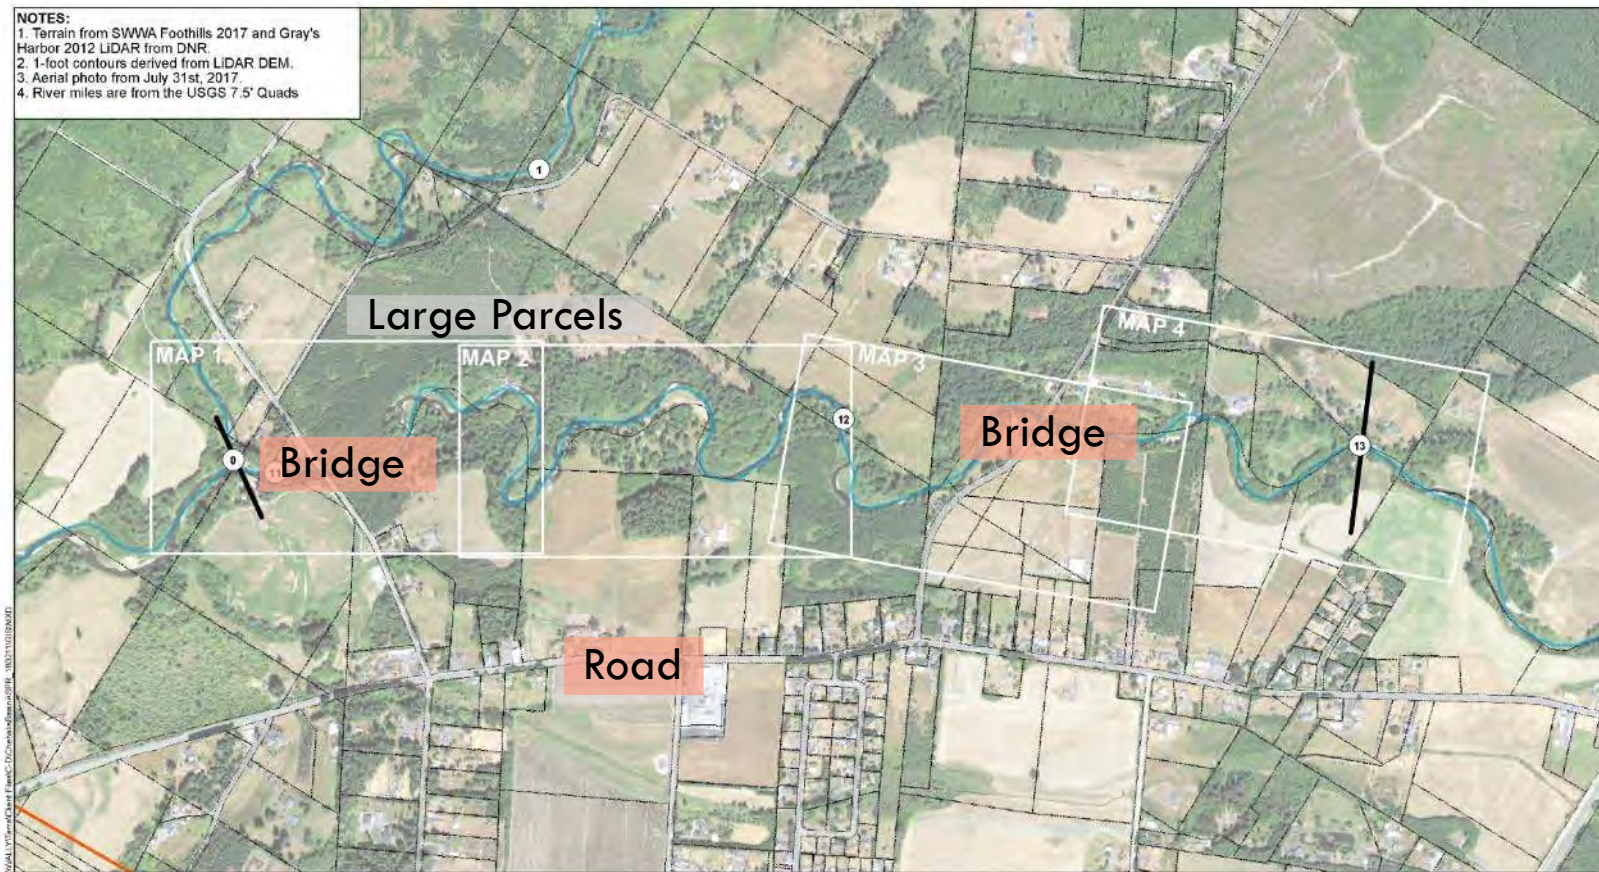 NOTES:
1. Terrain from SWWA Foothills 2017 and Gray's
Harbor 2012 LiDAR from DNR.
2. 1-foot contours derived from LiDAR DEM.
3. Aerial photo from July 31st, 2017.
4. River miles are from the USGS 7.5' Quads
1
Large Parcels
MAP 1
MAP 2
MAP 3
MAP 4
12
Bridge
13
0
11
Bridge
Road